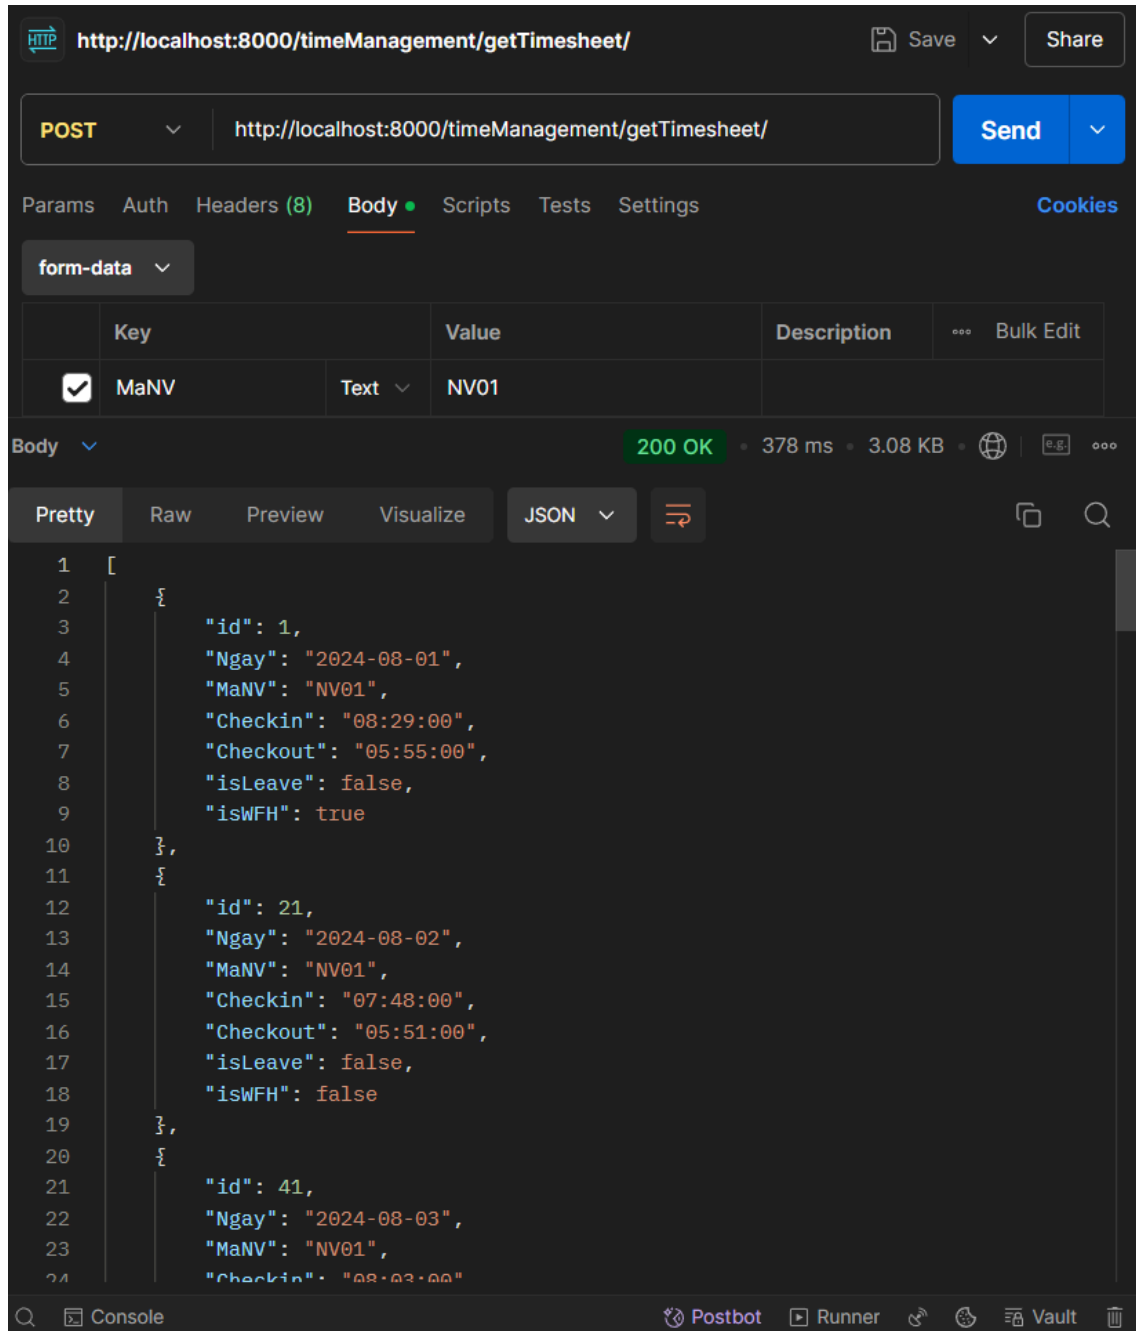 HTTP http://localhost:8000/timeManagement/getTimesheet/ Save Share
POST http://localhost:8000/timeManagement/getTimesheet/ Send
Params Auth Headers (8) Body Scripts Tests Settings Cookies
form-data
Key Value Description Bulk Edit
MaNV Text NV01
Body 200 OK 378 ms 3.08 KB e.g.
Pretty Raw Preview Visualize JSON
1 [
2 {
3 "id": 1,
4 "Ngay": "2024-08-01",
5 "MaNV": "NV01",
6 "Checkin": "08:29:00",
7 "Checkout": "05:55:00",
8 "isLeave": false,
9 "isWFH": true
10 },
11 {
12 "id": 21,
13 "Ngay": "2024-08-02",
14 "MaNV": "NV01",
15 "Checkin": "07:48:00",
16 "Checkout": "05:51:00",
17 "isLeave": false,
18 "isWFH": false
19 },
20 {
21 "id": 41,
22 "Ngay": "2024-08-03",
23 "MaNV": "NV01",
24 "Checkin": "08:03:00"
Console Postbot Runner Vault